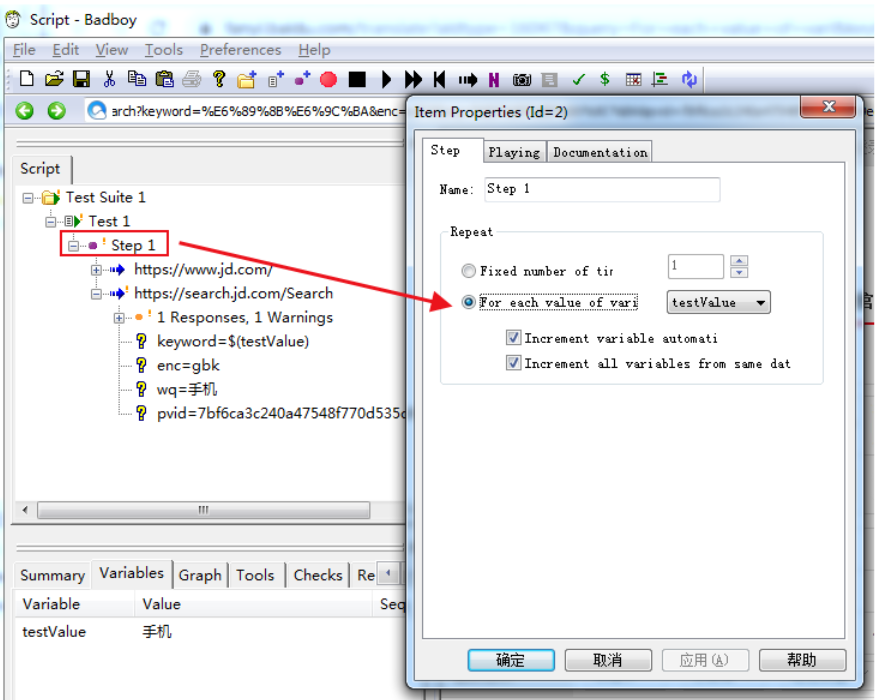 Script - Badboy
File Edit View Tools Preferences Help
arch?keyword=%E6%89%8B%E6%9C%BA&enc=
Script
Test Suite 1
Test 1
Step 1
https://www.jd.com/
https://search.jd.com/Search
1 Responses, 1 Warnings
keyword=$(testValue)
enc=gbk
wq=手机
pvid=7bf6ca3c240a47548f770d535
Summary Variables Graph Tools Checks Re
Variable Value Seq
testValue 手机
Item Properties (Id=2)
Step Playing Documentation
Name: Step 1
Repeat
Fixed number of tir 1
For each value of vari testValue
Increment variable automati
Increment all variables from same dat
确定 取消 应用(A) 帮助